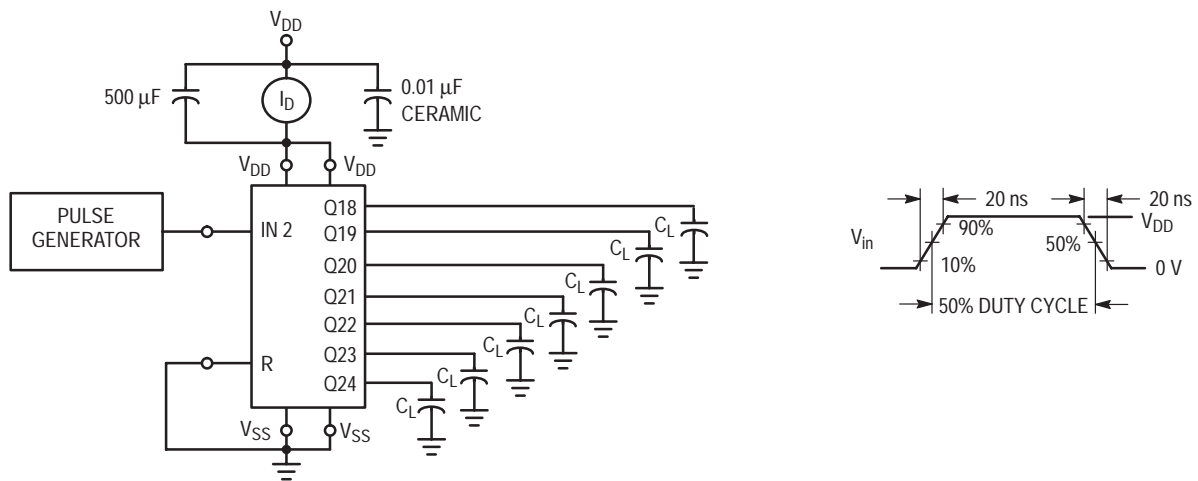 VDD
500 μF
ID
0.01 μF
CERAMIC
VDD
VDD
PULSE
GENERATOR
IN 2
R
Q18
Q19
Q20
Q21
Q22
Q23
Q24
CL
CL
CL
CL
CL
CL
CL
VSS
VSS
20 ns
20 ns
Vin
90%
10%
50%
VDD
0 V
50% DUTY CYCLE